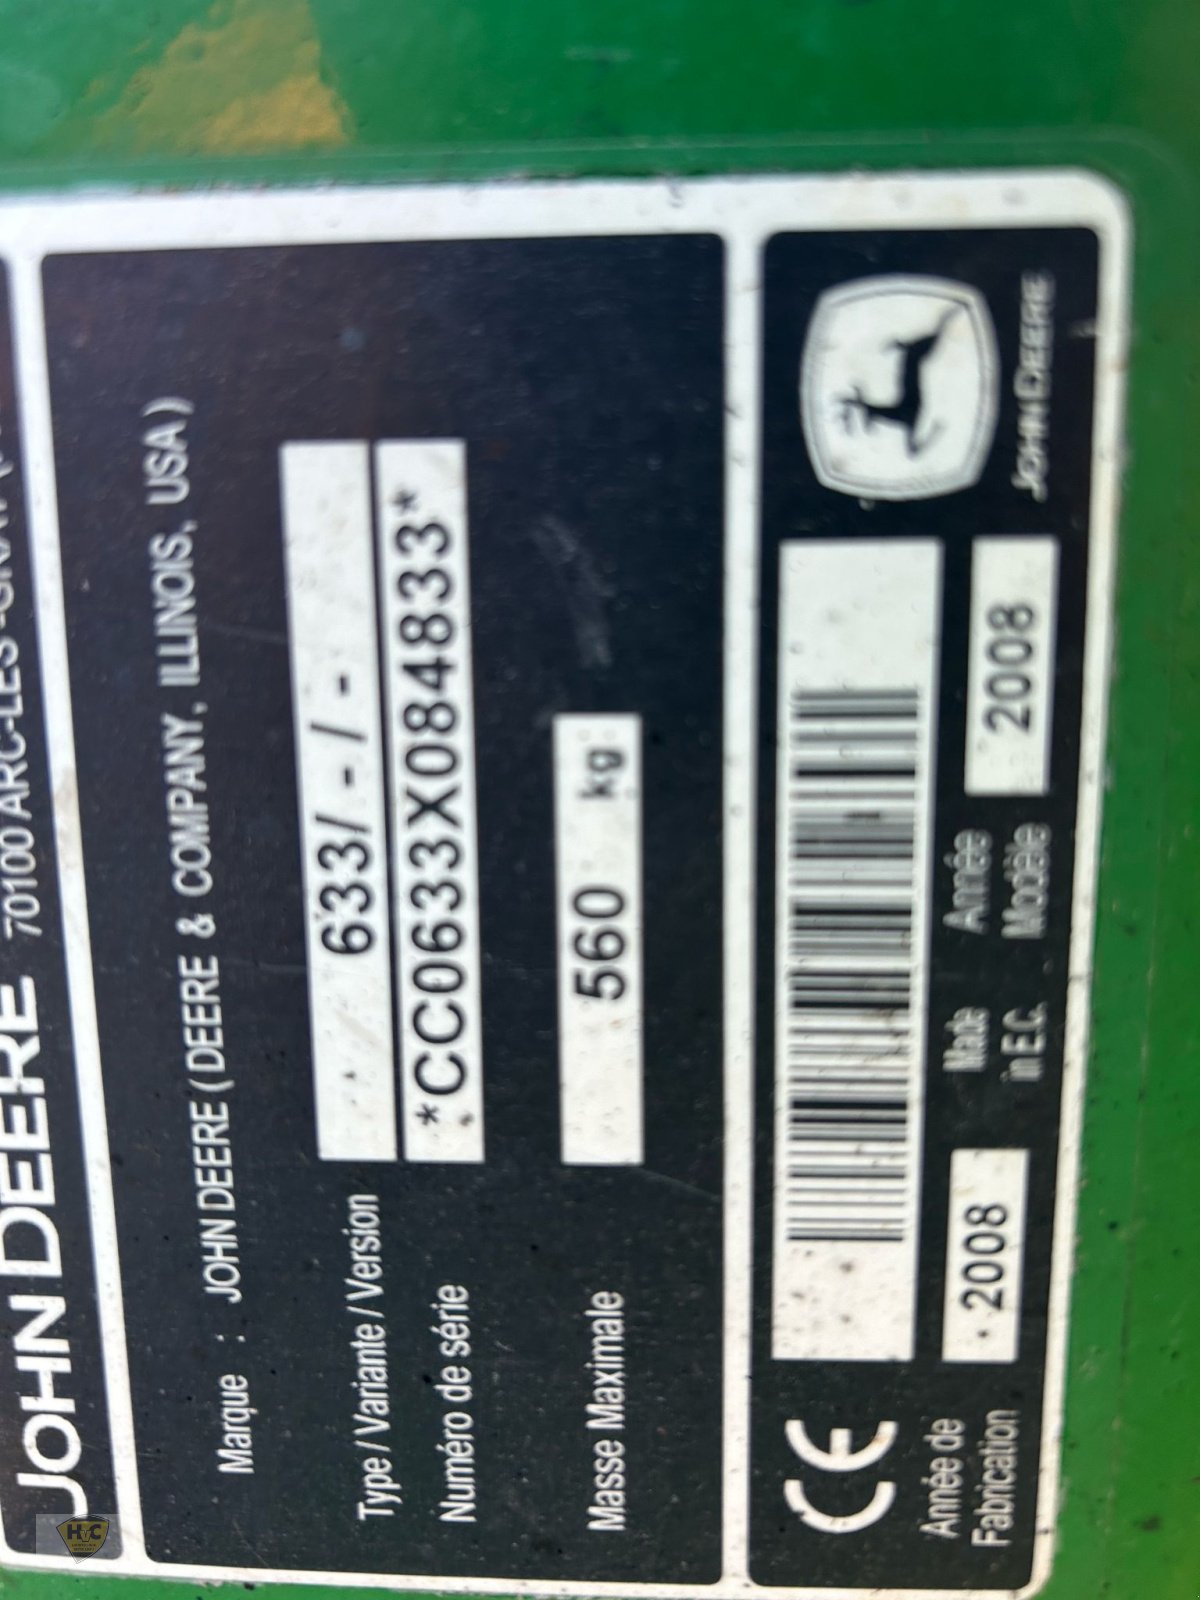 JOHN DEERE 70100 ARC-LES-GRAY
Marque : JOHN DEERE ( DEERE & COMPANY, ILLINOIS, USA )
Type / Variante / Version 633/ - / -
Numéro de série *CC0633X084833*
Masse Maximale 560 kg
CE
JOHN DEERE
Année de Fabrication 2008
Made in E.C.
Année Modèle 2008
H C